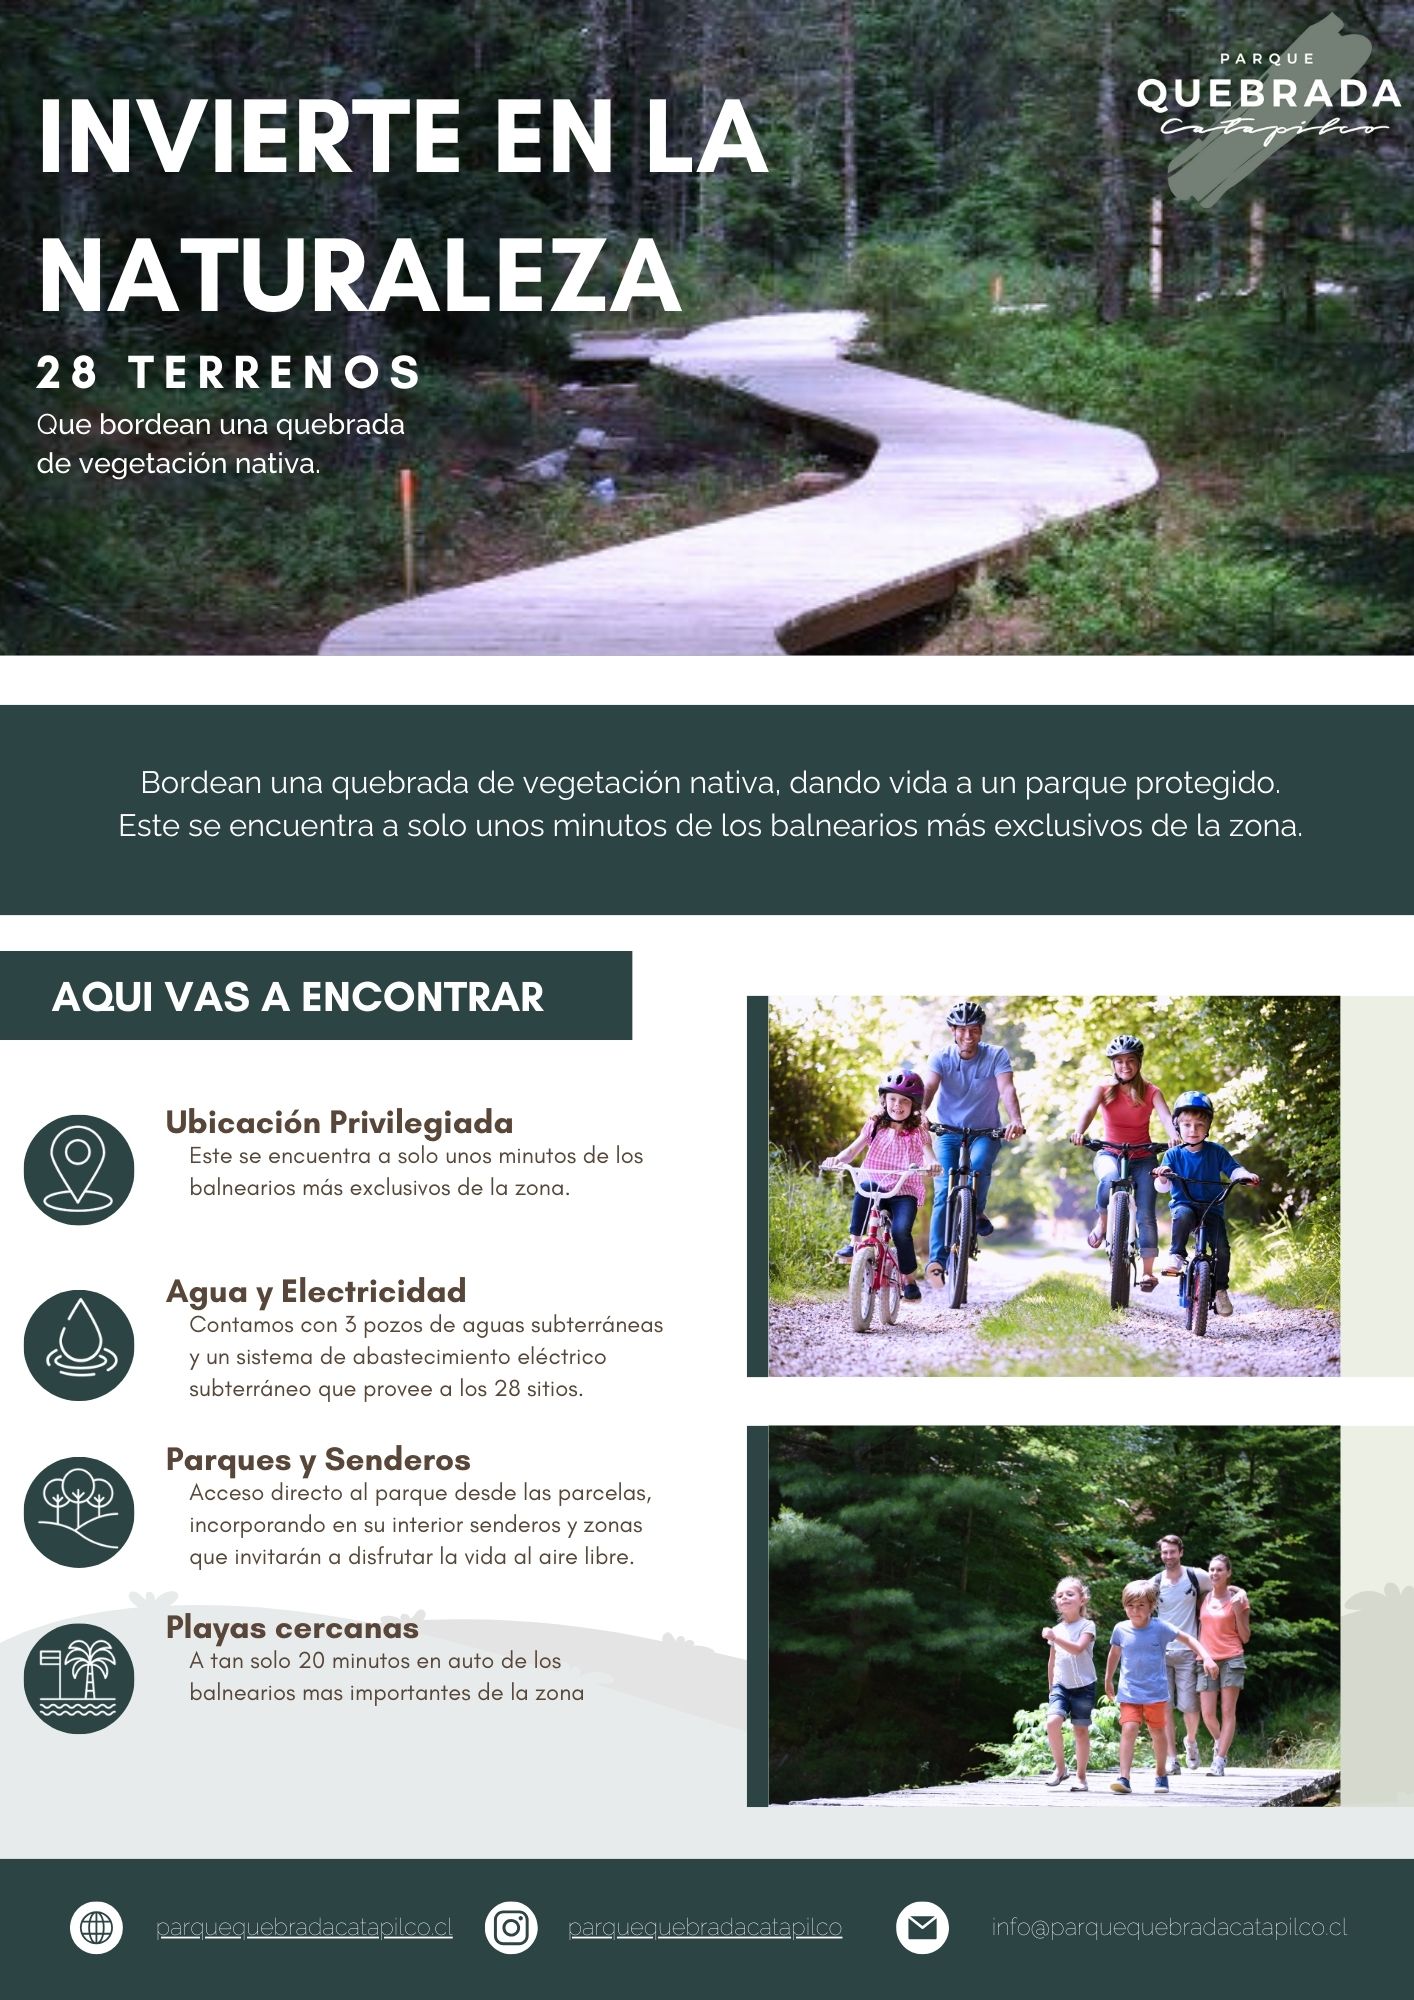 PARQUE
QUEBRADA
Catapilco
INVIERTE EN LA
NATURALEZA
28 TERRENOS
Que bordean una quebrada
de vegetación nativa.
Bordean una quebrada de vegetación nativa, dando vida a un parque protegido.
Este se encuentra a solo unos minutos de los balnearios más exclusivos de la zona.
AQUI VAS A ENCONTRAR
Ubicación Privilegiada
Este se encuentra a solo unos minutos de los
balnearios más exclusivos de la zona.
Agua y Electricidad
Contamos con 3 pozos de aguas subterráneas
y un sistema de abastecimiento eléctrico
subterráneo que provee a los 28 sitios.
Parques y Senderos
Acceso directo al parque desde las parcelas,
incorporando en su interior senderos y zonas
que invitarán a disfrutar la vida al aire libre.
Playas cercanas
A tan solo 20 minutos en auto de los
balnearios mas importantes de la zona
parquequebradacatapilco.cl
parquequebradacatapilco
info@parquequebradacatapilco.cl